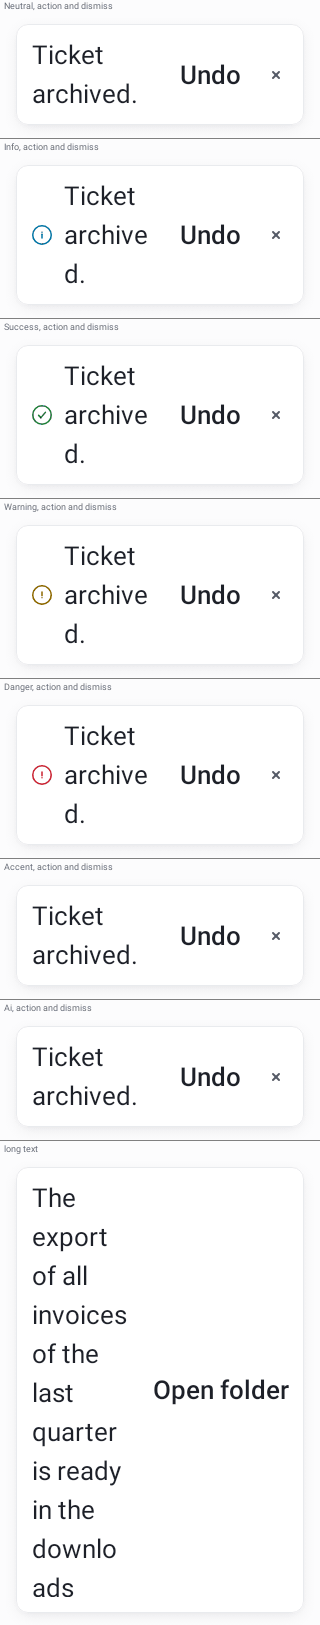 Neutral, action and dismiss
Ticket
archived.
Undo
×
Info, action and dismiss
Ticket
archive
d.
Undo
×
Success, action and dismiss
Ticket
archive
d.
Undo
×
Warning, action and dismiss
Ticket
archive
d.
Undo
×
Danger, action and dismiss
Ticket
archive
d.
Undo
×
Accent, action and dismiss
Ticket
archived.
Undo
×
Ai, action and dismiss
Ticket
archived.
Undo
×
long text
The
export
of all
invoices
of the
last
quarter
is ready
in the
downlo
ads
Open folder